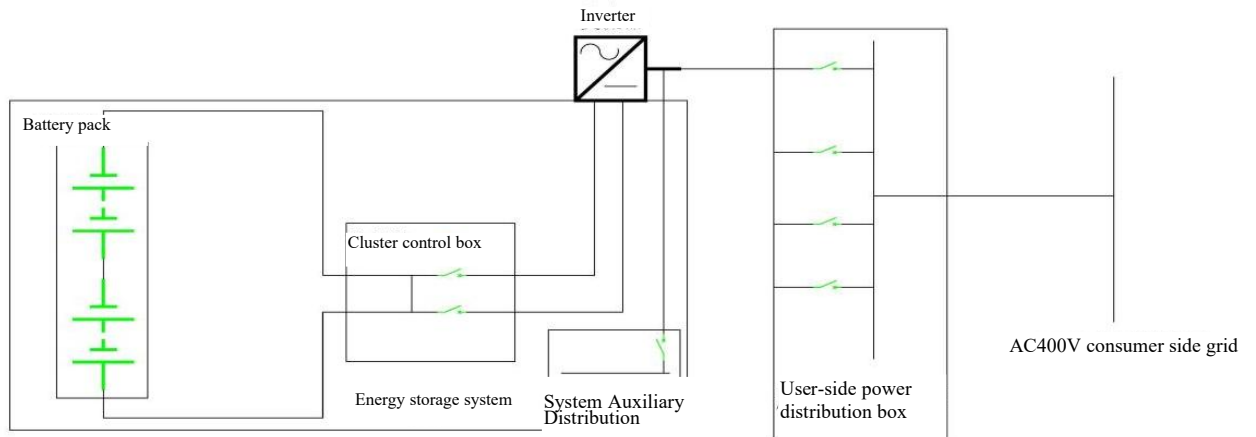 Inverter
Battery pack
Cluster control box
Energy storage system
System Auxiliary
Distribution
User-side power
distribution box
AC400V consumer side grid